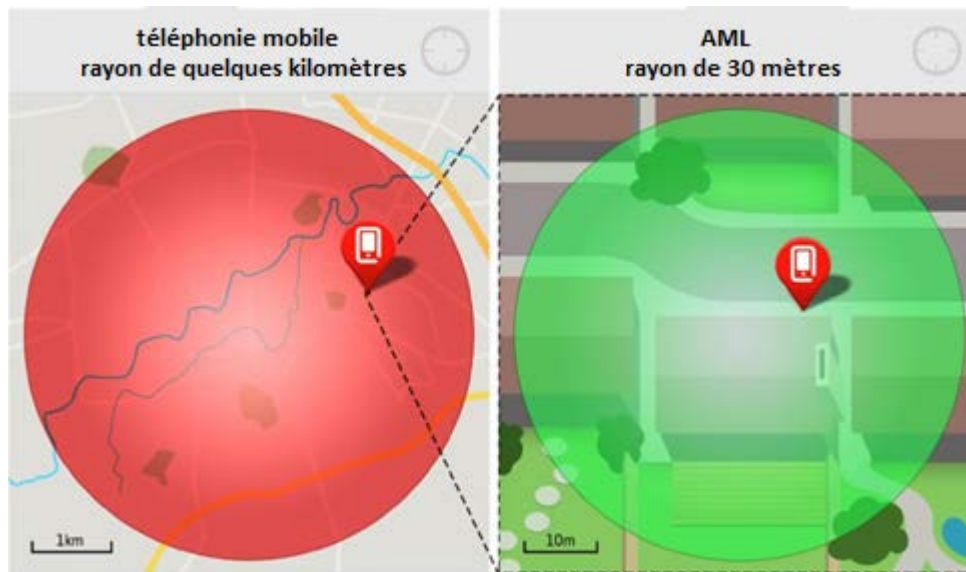 téléphonie mobile
rayon de quelques kilomètres
AML
rayon de 30 mètres
1km
10m